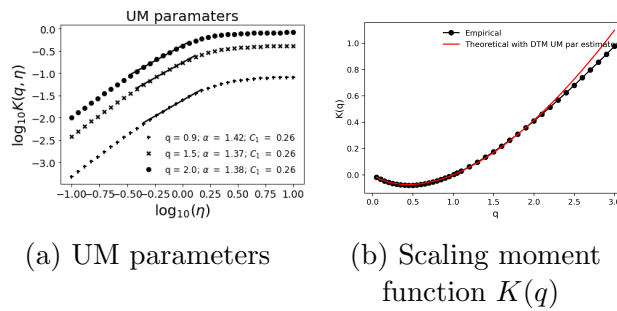 UM paramaters
log₁₀K(q, η)
0.0
−0.5
−1.0
−1.5
−2.0
−2.5
−3.0
q = 0.9; α = 1.42; C₁ = 0.26
q = 1.5; α = 1.37; C₁ = 0.26
q = 2.0; α = 1.38; C₁ = 0.26
−1.00 −0.75 −0.50 −0.25 0.00 0.25 0.50 0.75 1.00
log₁₀(η)
(a) UM parameters
Empirical
Theoretical with DTM UM par estimate
K(q)
1.0
0.8
0.6
0.4
0.2
0.0
0.0 0.5 1.0 1.5 2.0 2.5 3.0
q
(b) Scaling moment
function K(q)